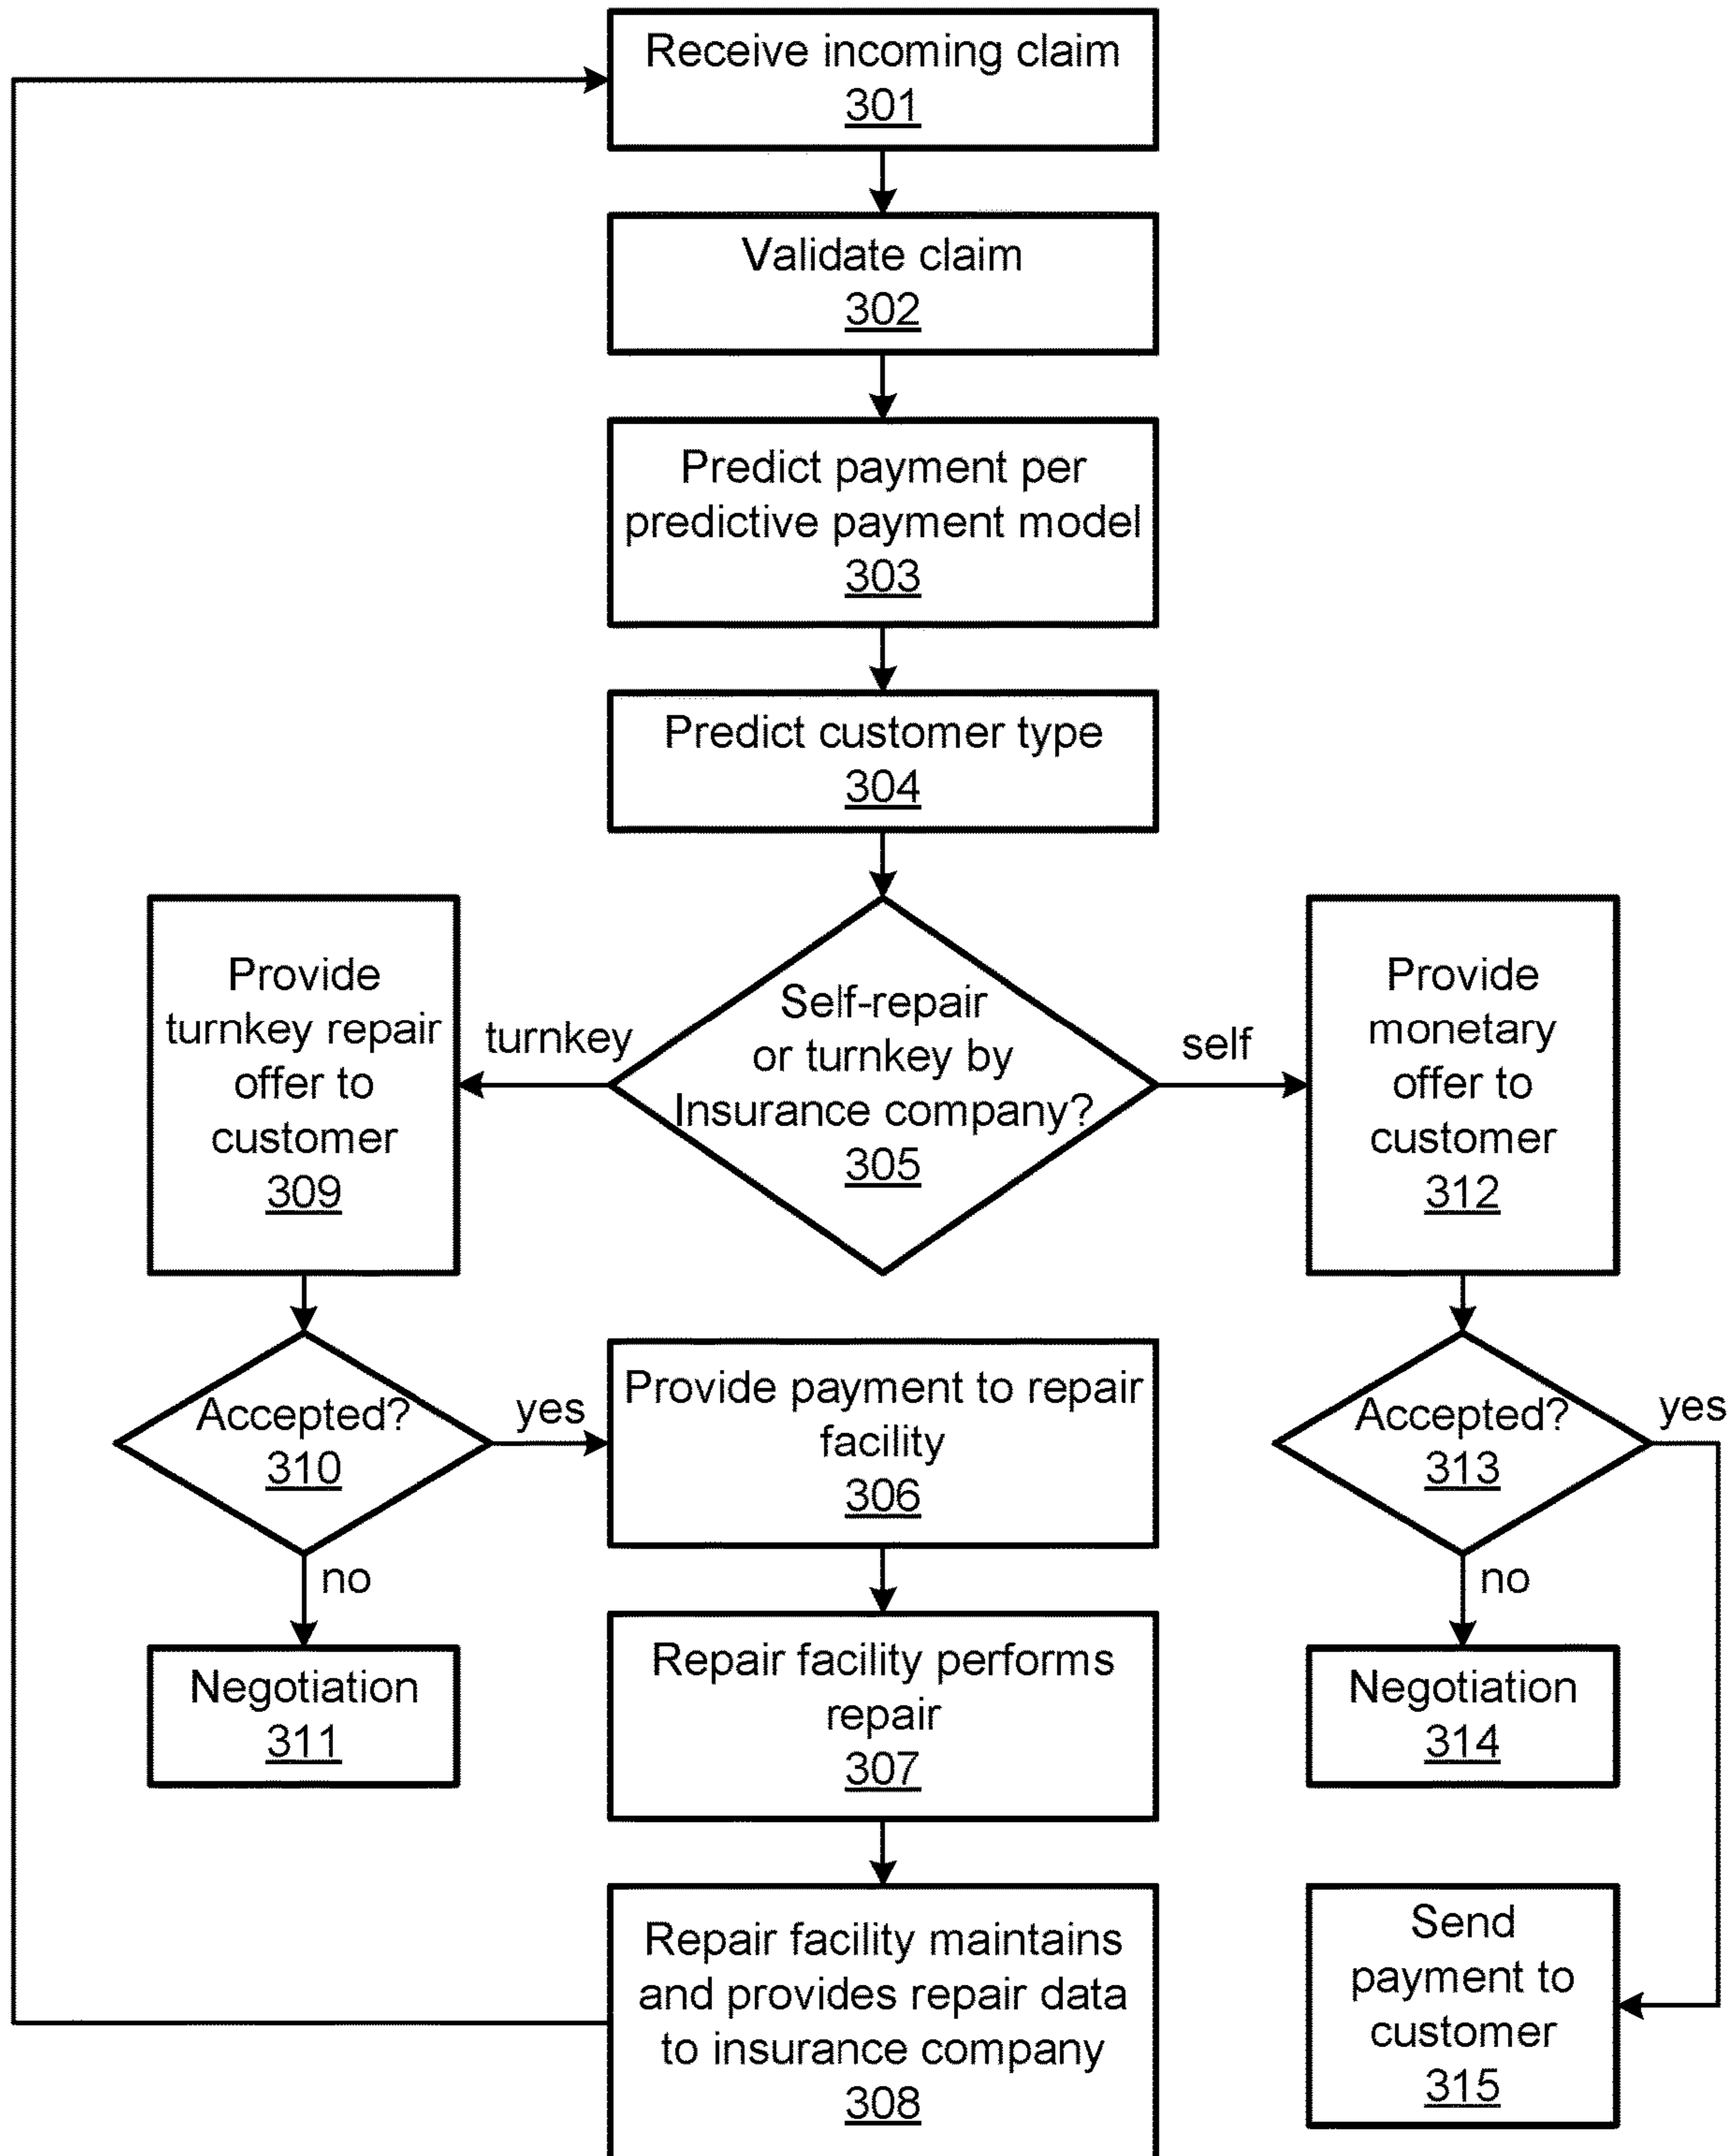 Receive incoming claim
301
Validate claim
302
Predict payment per
predictive payment model
303
Predict customer type
304
Provide
turnkey repair
offer to
customer
309
turnkey
Self-repair
or turnkey by
Insurance company?
305
self
Provide
monetary
offer to
customer
312
Accepted?
310
yes
no
Negotiation
311
Provide payment to repair
facility
306
Repair facility performs
repair
307
Repair facility maintains
and provides repair data
to insurance company
308
Accepted?
313
yes
no
Negotiation
314
Send
payment to
customer
315